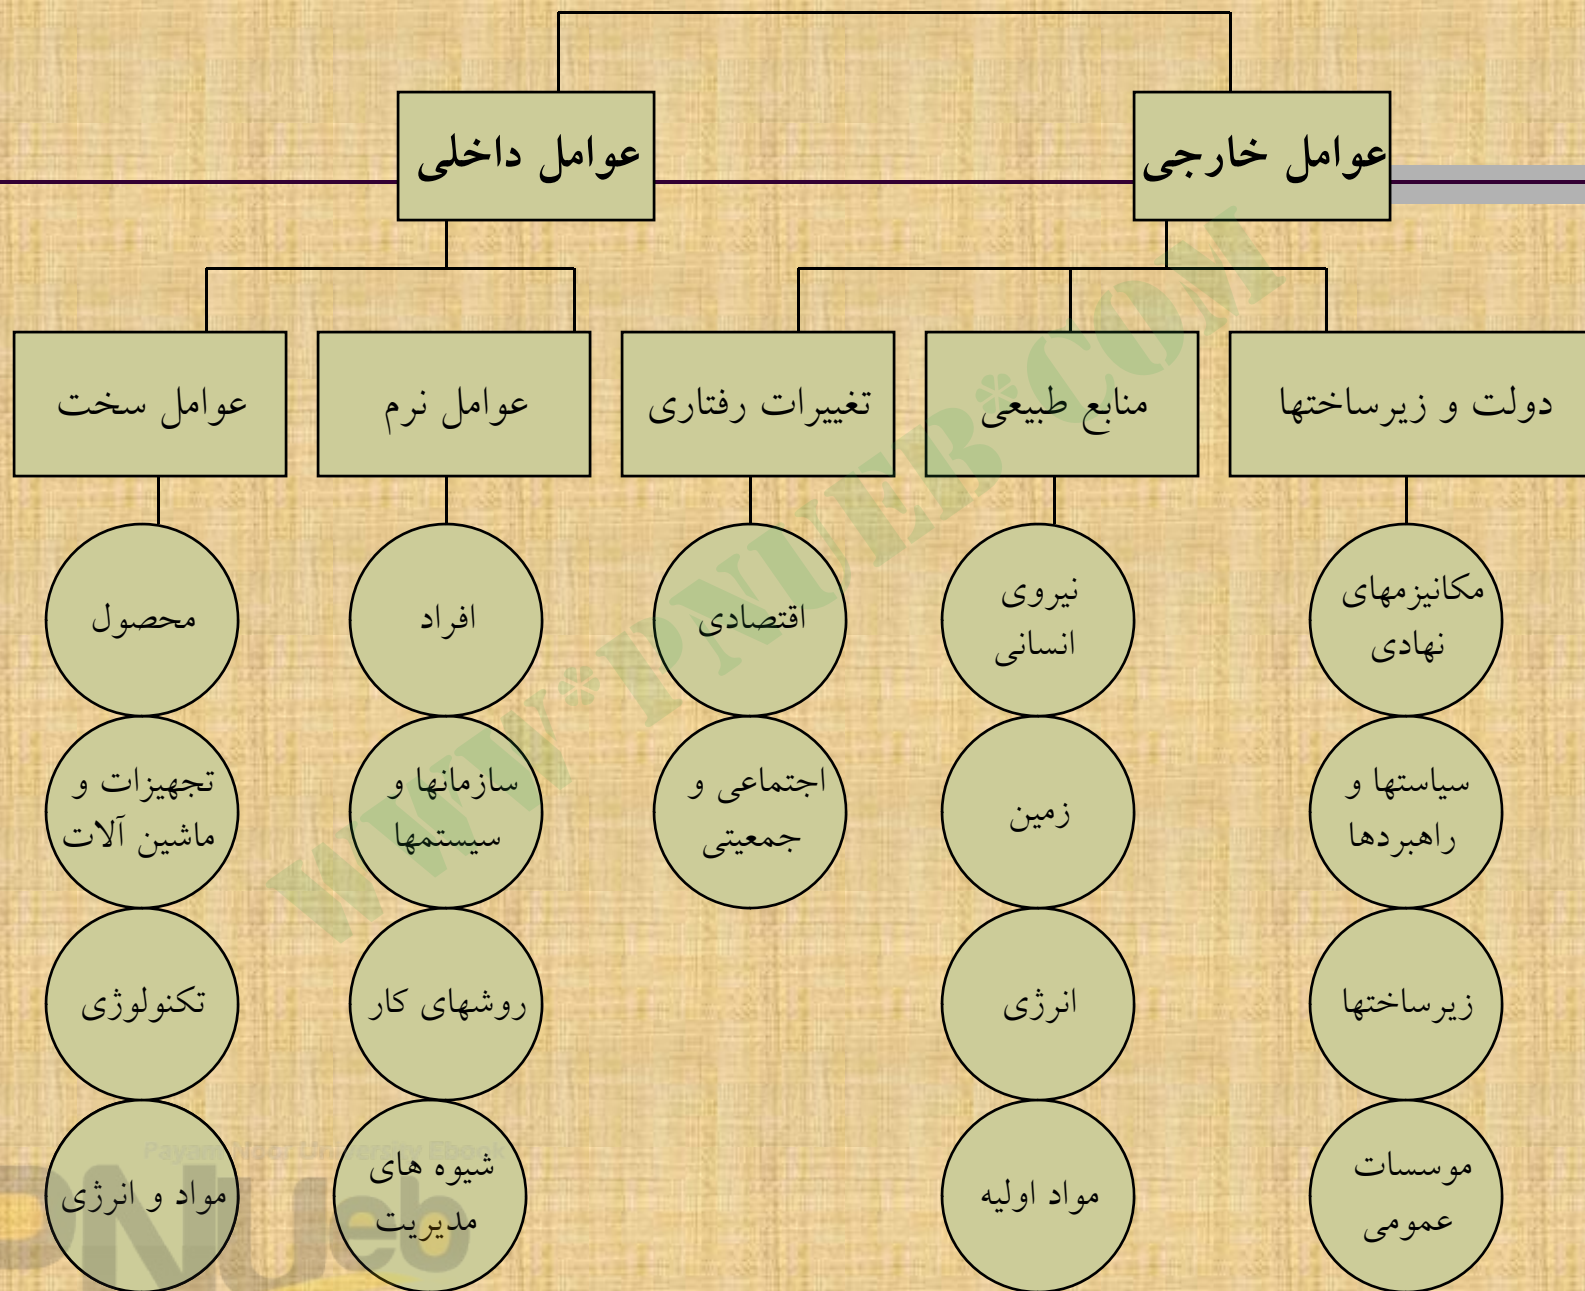 عوامل خارجی
عوامل داخلی
دولت و زیرساختها
منابع طبیعی
تغییرات رفتاری
عوامل نرم
عوامل سخت
مکانیزمهای
نهادی
سیاستها و
راهبردها
زیرساختها
موسسات
عمومی
نیروی
انسانی
زمین
انرژی
مواد اولیه
اقتصادی
اجتماعی و
جمعیتی
افراد
سازمانها و
سیستمها
روشهای کار
شیوه های
مدیریت
محصول
تجهیزات و
ماشین آلات
تکنولوژی
مواد و انرژی
WWW*PNUEB*COM
PNUeb